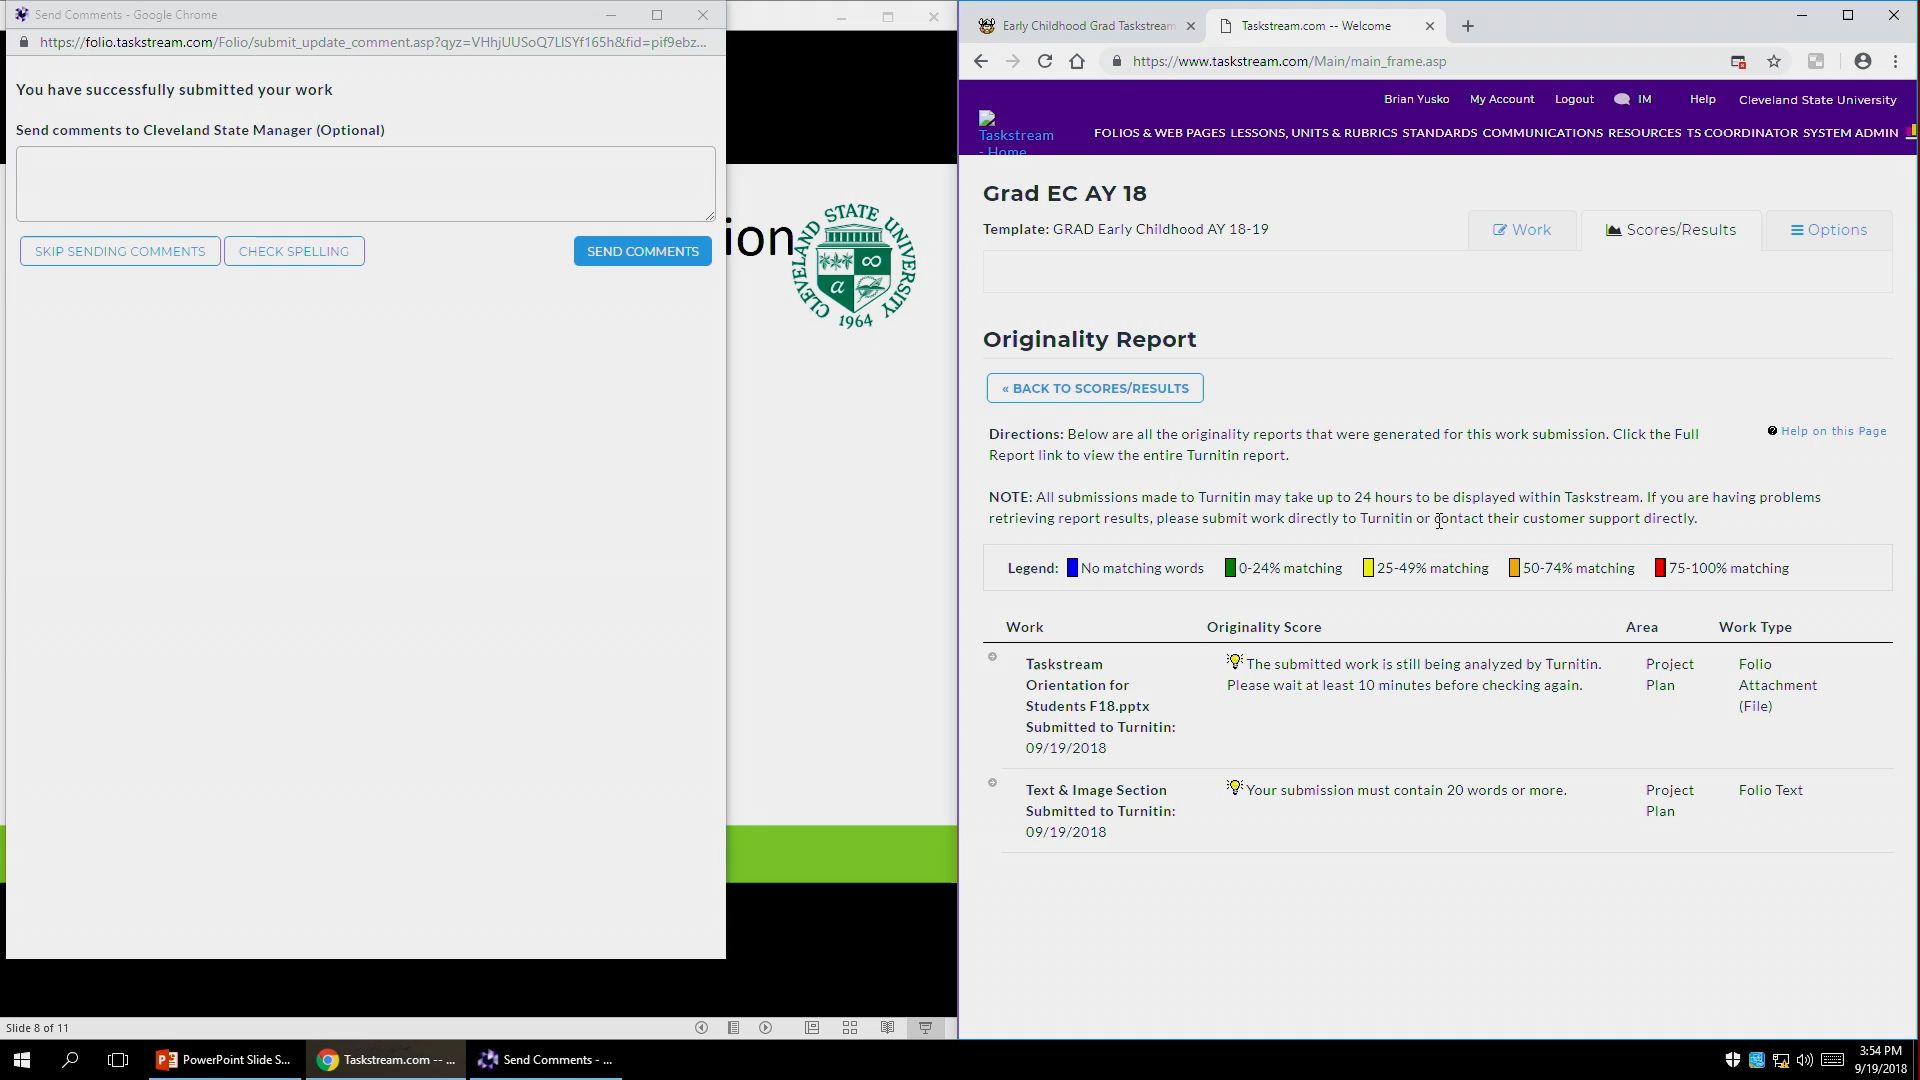 Send Comments - Google Chrome
https://folio.taskstream.com/Folio/submit_update_comment.asp?qyz=VHhjUUSoQ7LISYf165h&fid=pif9ebz...
You have successfully submitted your work
Send comments to Cleveland State Manager (Optional)
SKIP SENDING COMMENTS
CHECK SPELLING
SEND COMMENTS
ion
CLEVELAND STATE UNIVERSITY
a
1964
Slide 8 of 11
Early Childhood Grad Taskstream
Taskstream.com -- Welcome
https://www.taskstream.com/Main/main_frame.asp
Brian Yusko My Account Logout IM Help Cleveland State University
Taskstream
- Home
FOLIOS & WEB PAGES LESSONS, UNITS & RUBRICS STANDARDS COMMUNICATIONS RESOURCES TS COORDINATOR SYSTEM ADMIN
Grad EC AY 18
Template: GRAD Early Childhood AY 18-19
Work
Scores/Results
Options
Originality Report
« BACK TO SCORES/RESULTS
Directions: Below are all the originality reports that were generated for this work submission. Click the Full
Report link to view the entire Turnitin report.
Help on this Page
NOTE: All submissions made to Turnitin may take up to 24 hours to be displayed within Taskstream. If you are having problems
retrieving report results, please submit work directly to Turnitin or contact their customer support directly.
Legend: No matching words 0-24% matching 25-49% matching 50-74% matching 75-100% matching
Work Originality Score Area Work Type
Taskstream
Orientation for
Students F18.pptx
Submitted to Turnitin:
09/19/2018
The submitted work is still being analyzed by Turnitin.
Please wait at least 10 minutes before checking again.
Project
Plan
Folio
Attachment
(File)
Text & Image Section
Submitted to Turnitin:
09/19/2018
Your submission must contain 20 words or more.
Project
Plan
Folio Text
PowerPoint Slide S...
Taskstream.com -- ...
Send Comments - ...
3:54 PM
9/19/2018